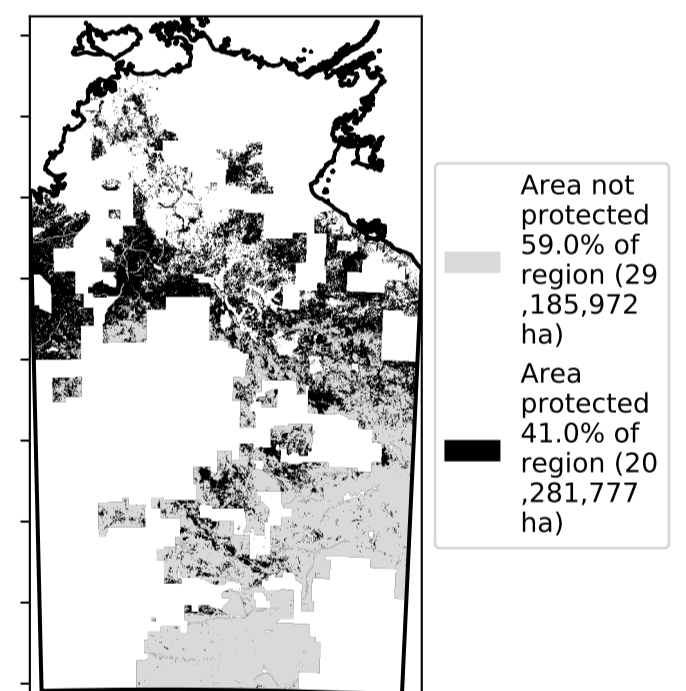 Area not
protected
59.0% of
region (29
,185,972
ha)
Area
protected
41.0% of
region (20
,281,777
ha)